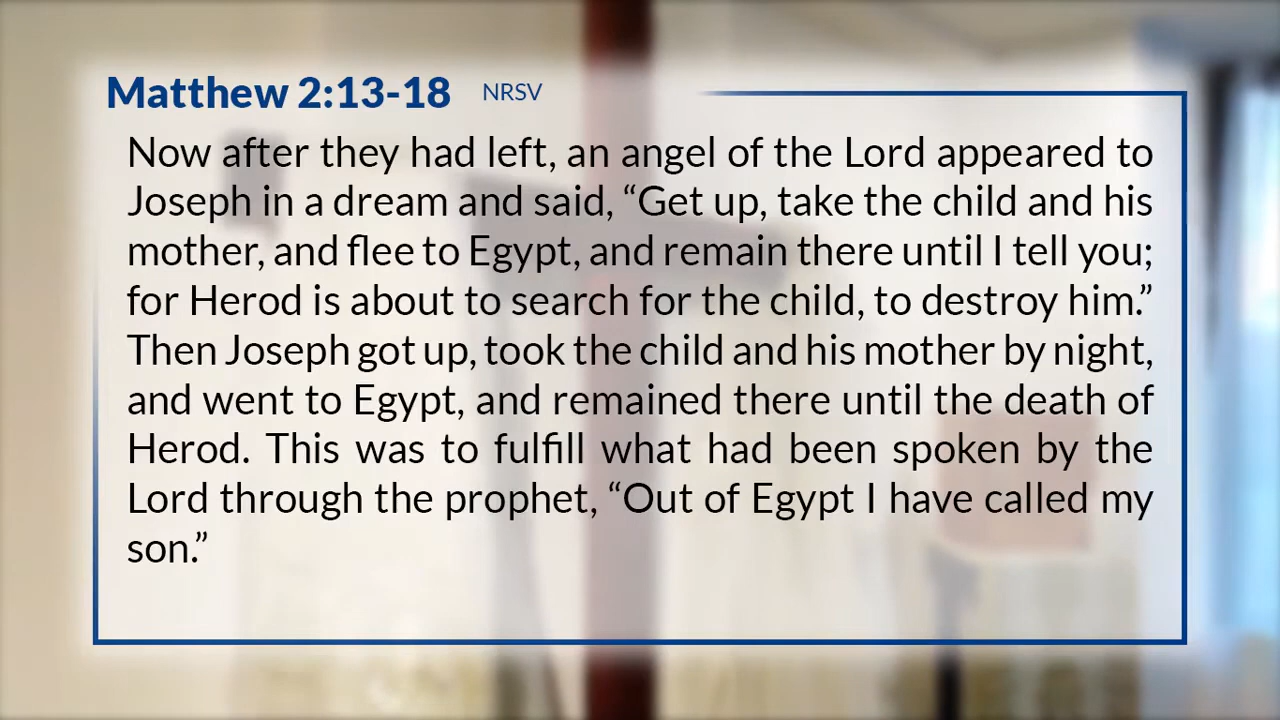 Matthew 2:13-18 NRSV
Now after they had left, an angel of the Lord appeared to
Joseph in a dream and said, “Get up, take the child and his
mother, and flee to Egypt, and remain there until I tell you;
for Herod is about to search for the child, to destroy him.”
Then Joseph got up, took the child and his mother by night,
and went to Egypt, and remained there until the death of
Herod. This was to fulfill what had been spoken by the
Lord through the prophet, “Out of Egypt I have called my
son.”